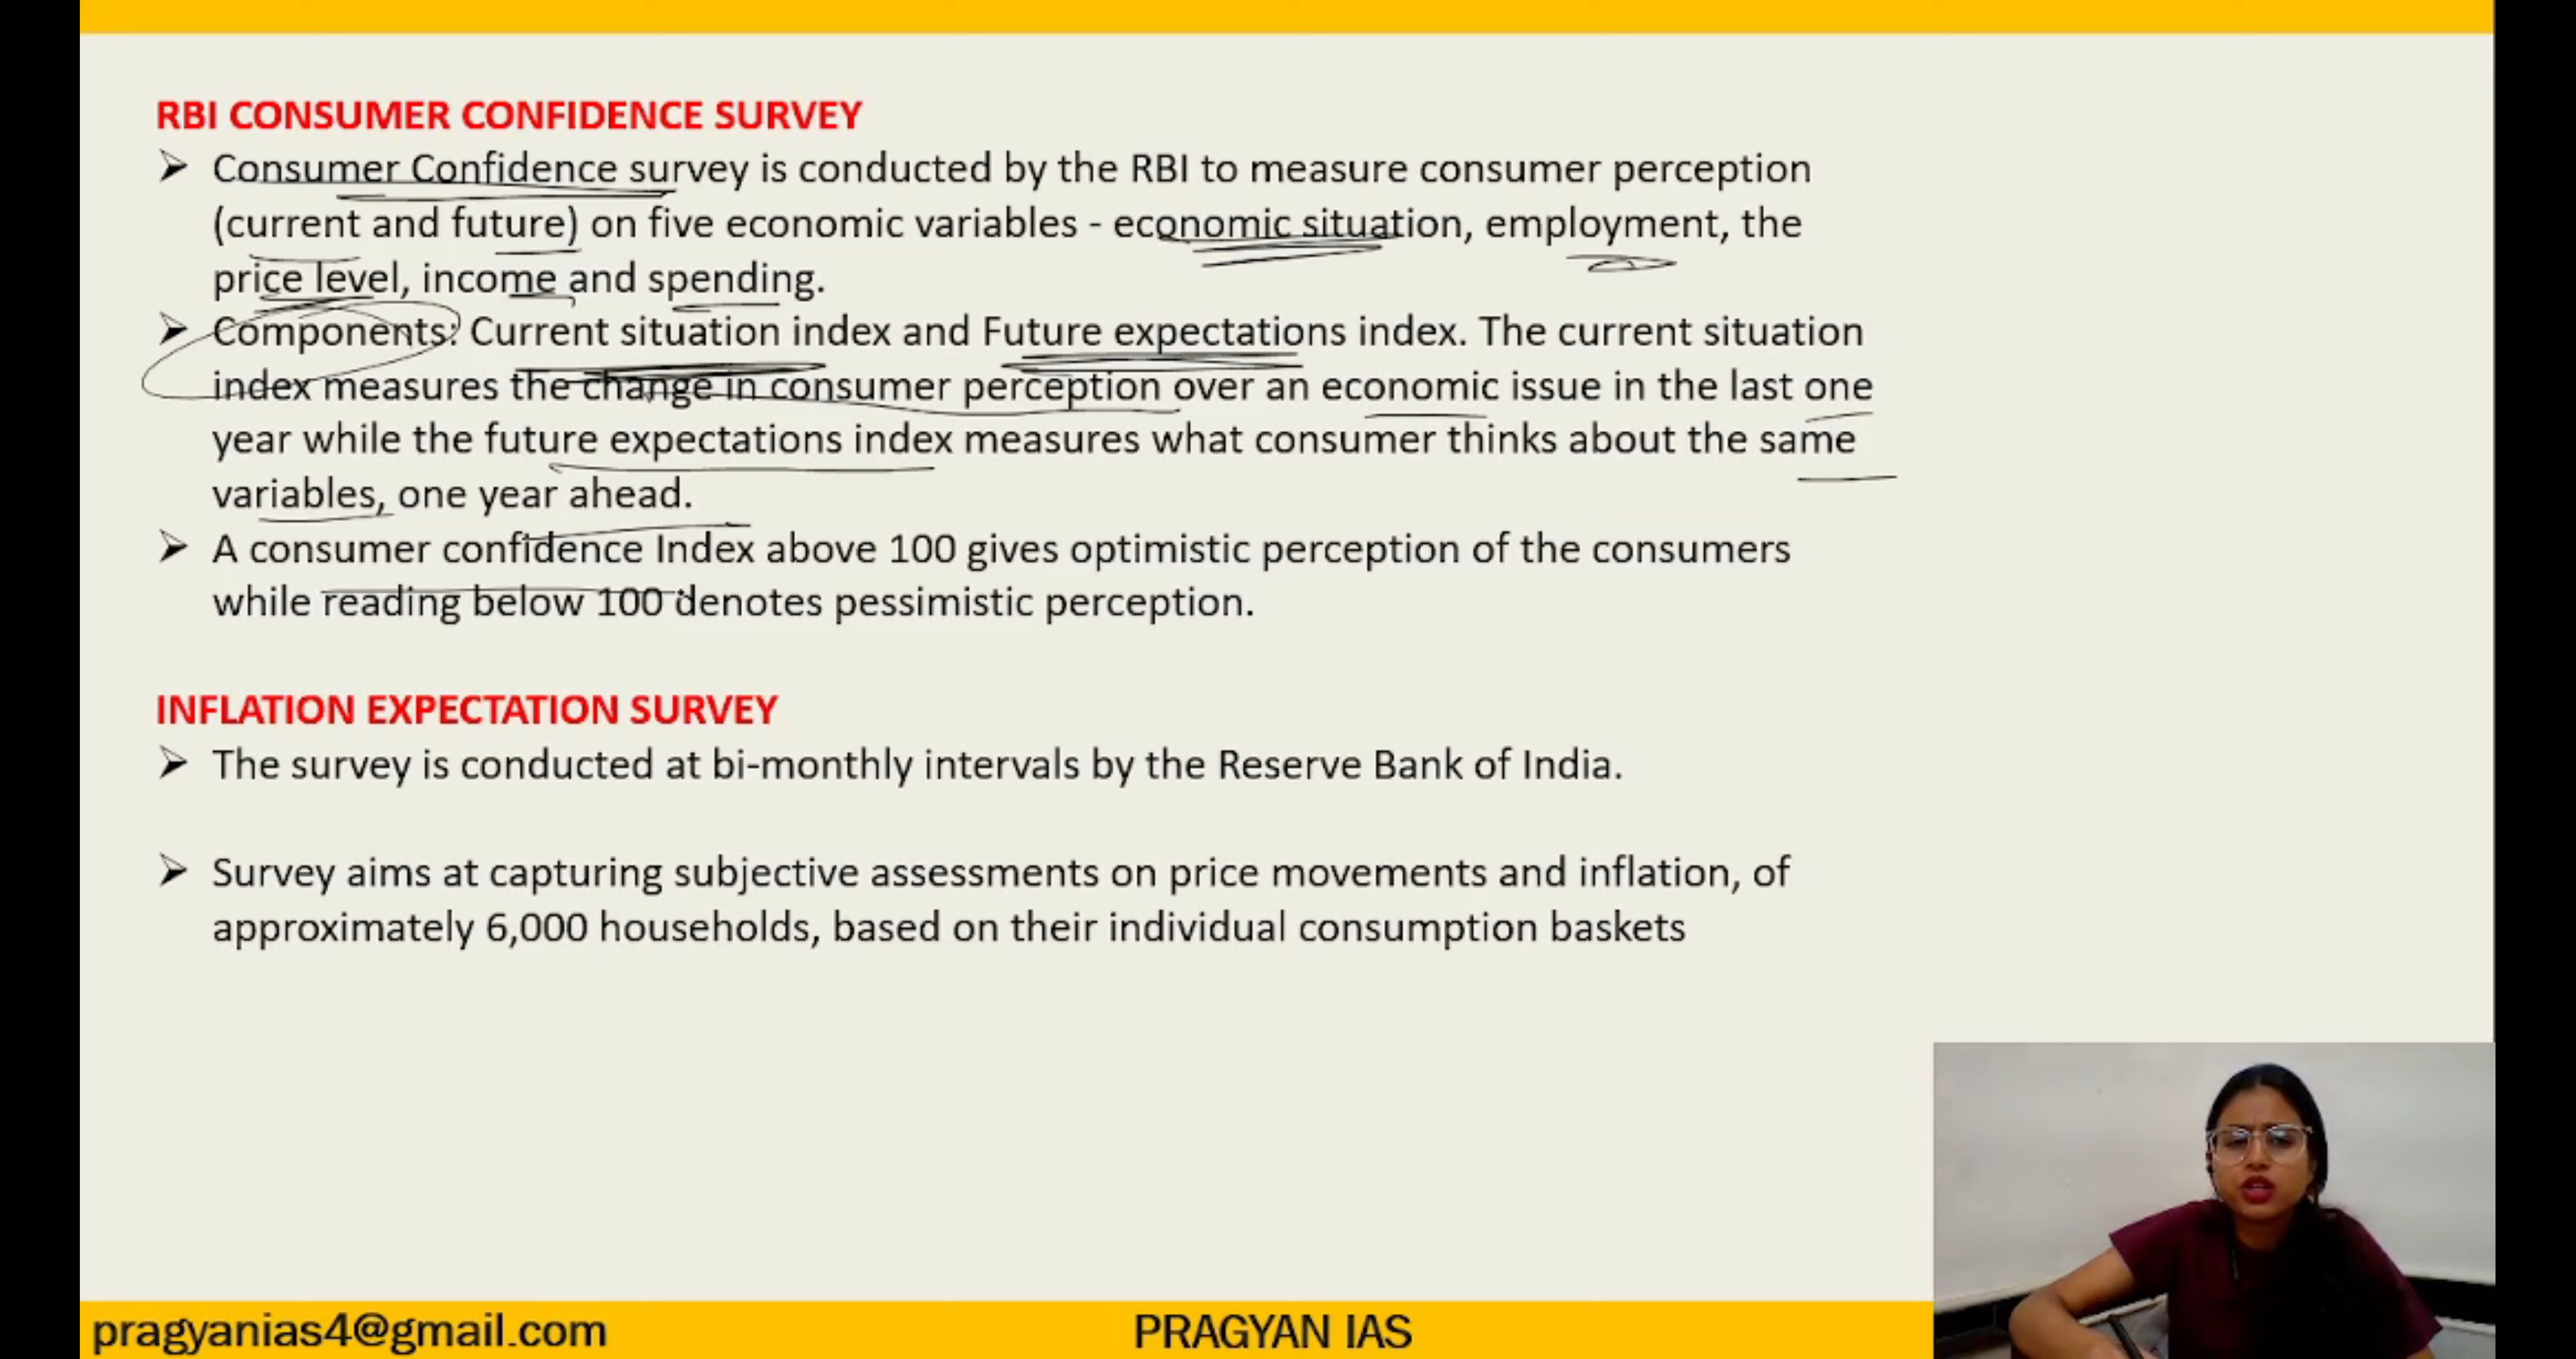 RBI CONSUMER CONFIDENCE SURVEY
➤ Consumer Confidence survey is conducted by the RBI to measure consumer perception
(current and future) on five economic variables - economic situation, employment, the
price level, income and spending.
➤ Components: Current situation index and Future expectations index. The current situation
index measures the change in consumer perception over an economic issue in the last one
year while the future expectations index measures what consumer thinks about the same
variables, one year ahead.
➤ A consumer confidence Index above 100 gives optimistic perception of the consumers
while reading below 100 denotes pessimistic perception.
INFLATION EXPECTATION SURVEY
➤ The survey is conducted at bi-monthly intervals by the Reserve Bank of India.
➤ Survey aims at capturing subjective assessments on price movements and inflation, of
approximately 6,000 households, based on their individual consumption baskets
pragyanias4@gmail.com
PRAGYAN IAS